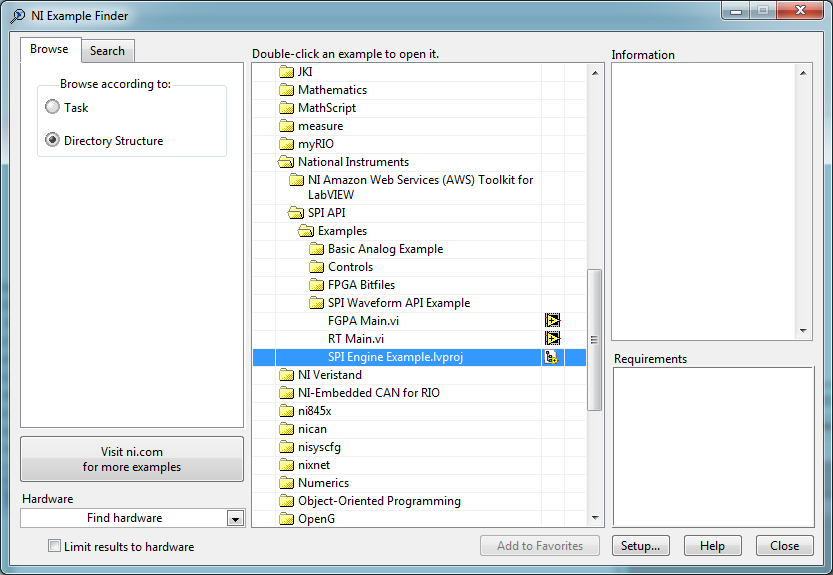 NI Example Finder
Browse
Search
Browse according to:
Task
Directory Structure
Visit ni.com
for more examples
Hardware
Find hardware
Limit results to hardware
Double-click an example to open it.
JKI
Mathematics
MathScript
measure
myRIO
National Instruments
NI Amazon Web Services (AWS) Toolkit for
LabVIEW
SPI API
Examples
Basic Analog Example
Controls
FPGA Bitfiles
SPI Waveform API Example
FGPA Main.vi
RT Main.vi
SPI Engine Example.lvproj
NI Veristand
NI-Embedded CAN for RIO
ni845x
nican
nisyscfg
nixnet
Numerics
Object-Oriented Programming
OpenG
Information
Requirements
Add to Favorites
Setup...
Help
Close